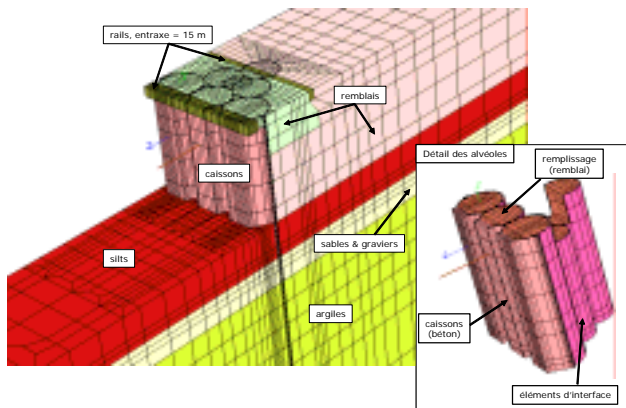 rails, entraxe = 15 m
remblais
caissons
Détail des alvéoles
remplissage
(remblai)
sables & graviers
silts
argiles
caissons
(béton)
éléments d'interface